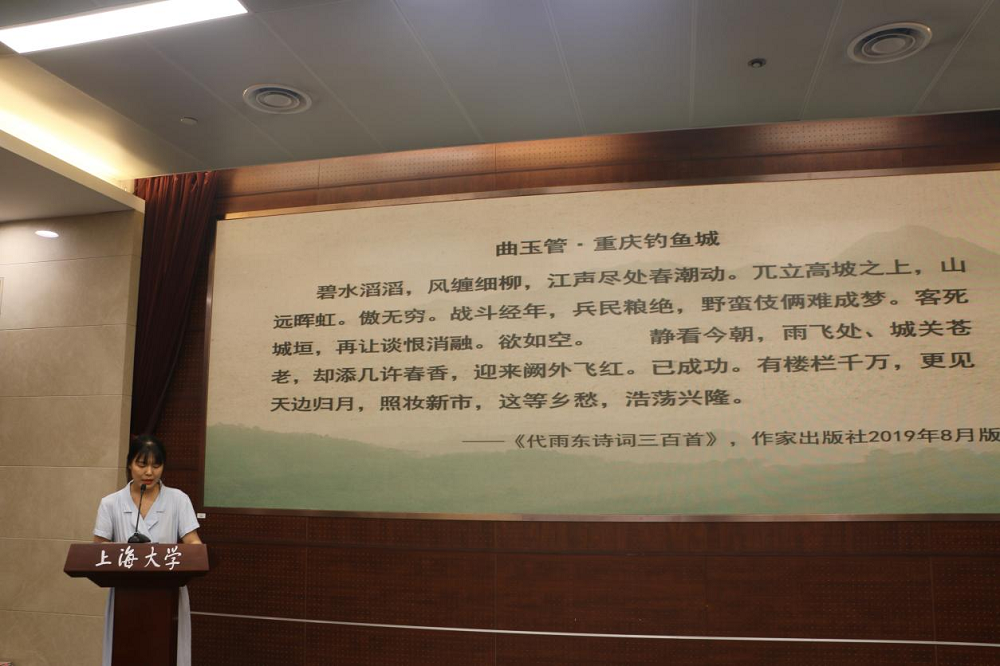 曲玉管·重庆钓鱼城
碧水滔滔，风缠细柳，江声尽处春潮动。兀立高坡之上，山
远晖虹。傲无穷。战斗经年，兵民粮绝，野蛮伎俩难成梦。客死
城垣，再让谈恨消融。欲如空。 静看今朝，雨飞处、城关苍
老，却添几许春香，迎来阙外飞红。已成功。有楼栏千万，更见
天边归月，照妆新市，这等乡愁，浩荡兴隆。
——《代雨东诗词三百首》，作家出版社2019年8月版
上海大学